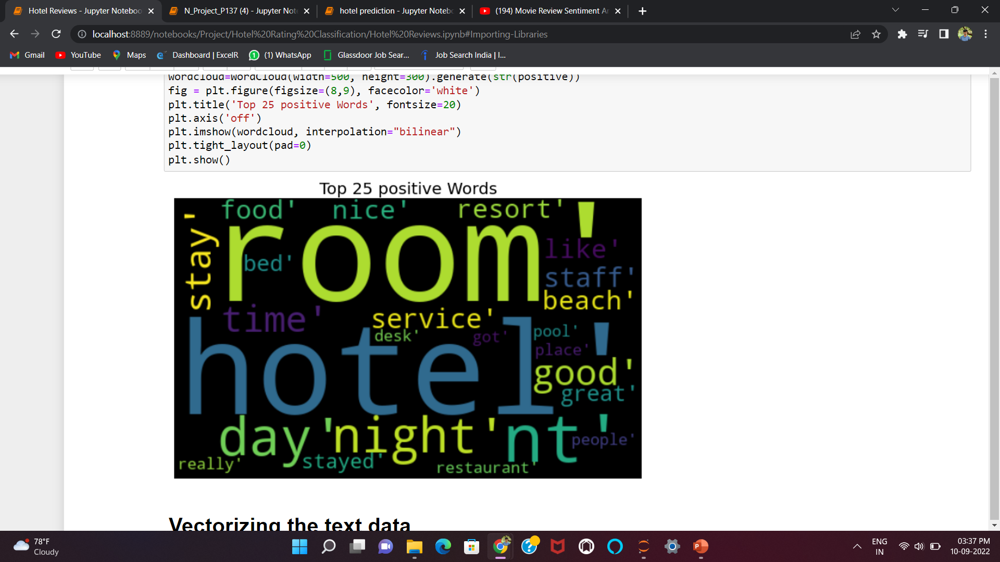 Hotel Reviews - Jupyter Noteboo
N_Project_P137 (4) - Jupyter Not
hotel prediction - Jupyter Noteb
(194) Movie Review Sentiment Ar
localhost:8889/notebooks/Project/Hotel%20Rating%20Classification/Hotel%20Reviews.ipynb#Importing-Libraries
Gmail YouTube Maps Dashboard | ExcelR (1) WhatsApp Glassdoor Job Sear... Job Search India | I...
wordcloud=WordCloud(width=500, height=300).generate(str(positive))
fig = plt.figure(figsize=(8,9), facecolor='white')
plt.title('Top 25 positive Words', fontsize=20)
plt.axis('off')
plt.imshow(wordcloud, interpolation="bilinear")
plt.tight_layout(pad=0)
plt.show()
Top 25 positive Words
food' nice' resort'
stay'
room'
bed'
like'
staff'
beach'
time'
service'
desk' got' pool'
place'
hotel'
good'
great'
day' night' nt'
people'
really' stayed' restaurant'
Vectorizing the text data
78°F
Cloudy
ENG
IN
03:37 PM
10-09-2022